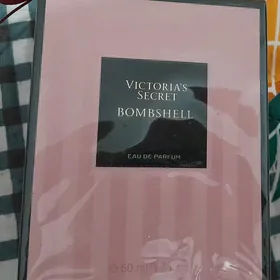 VICTORIA'S
SECRET
BOMBSHELL
EAU DE PARFUM